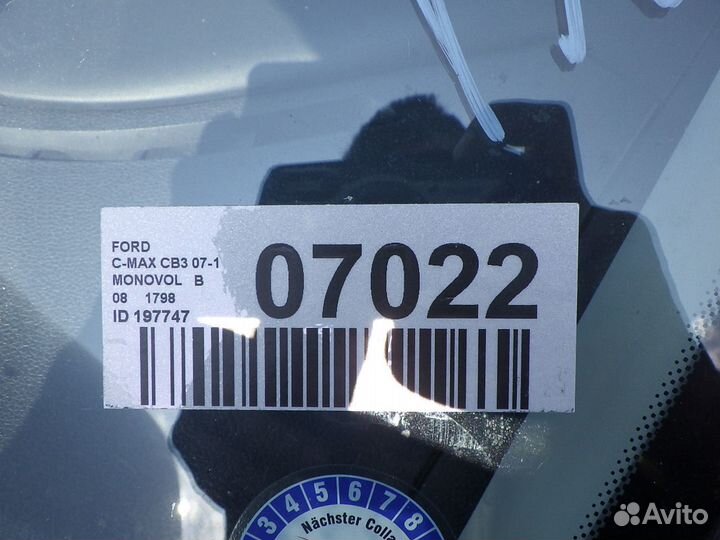 FORD
C-MAX CB3 07-1
MONOVOL B
08 1798
ID 197747
07022
3 4 5 6 7 8
Nächster
Avito